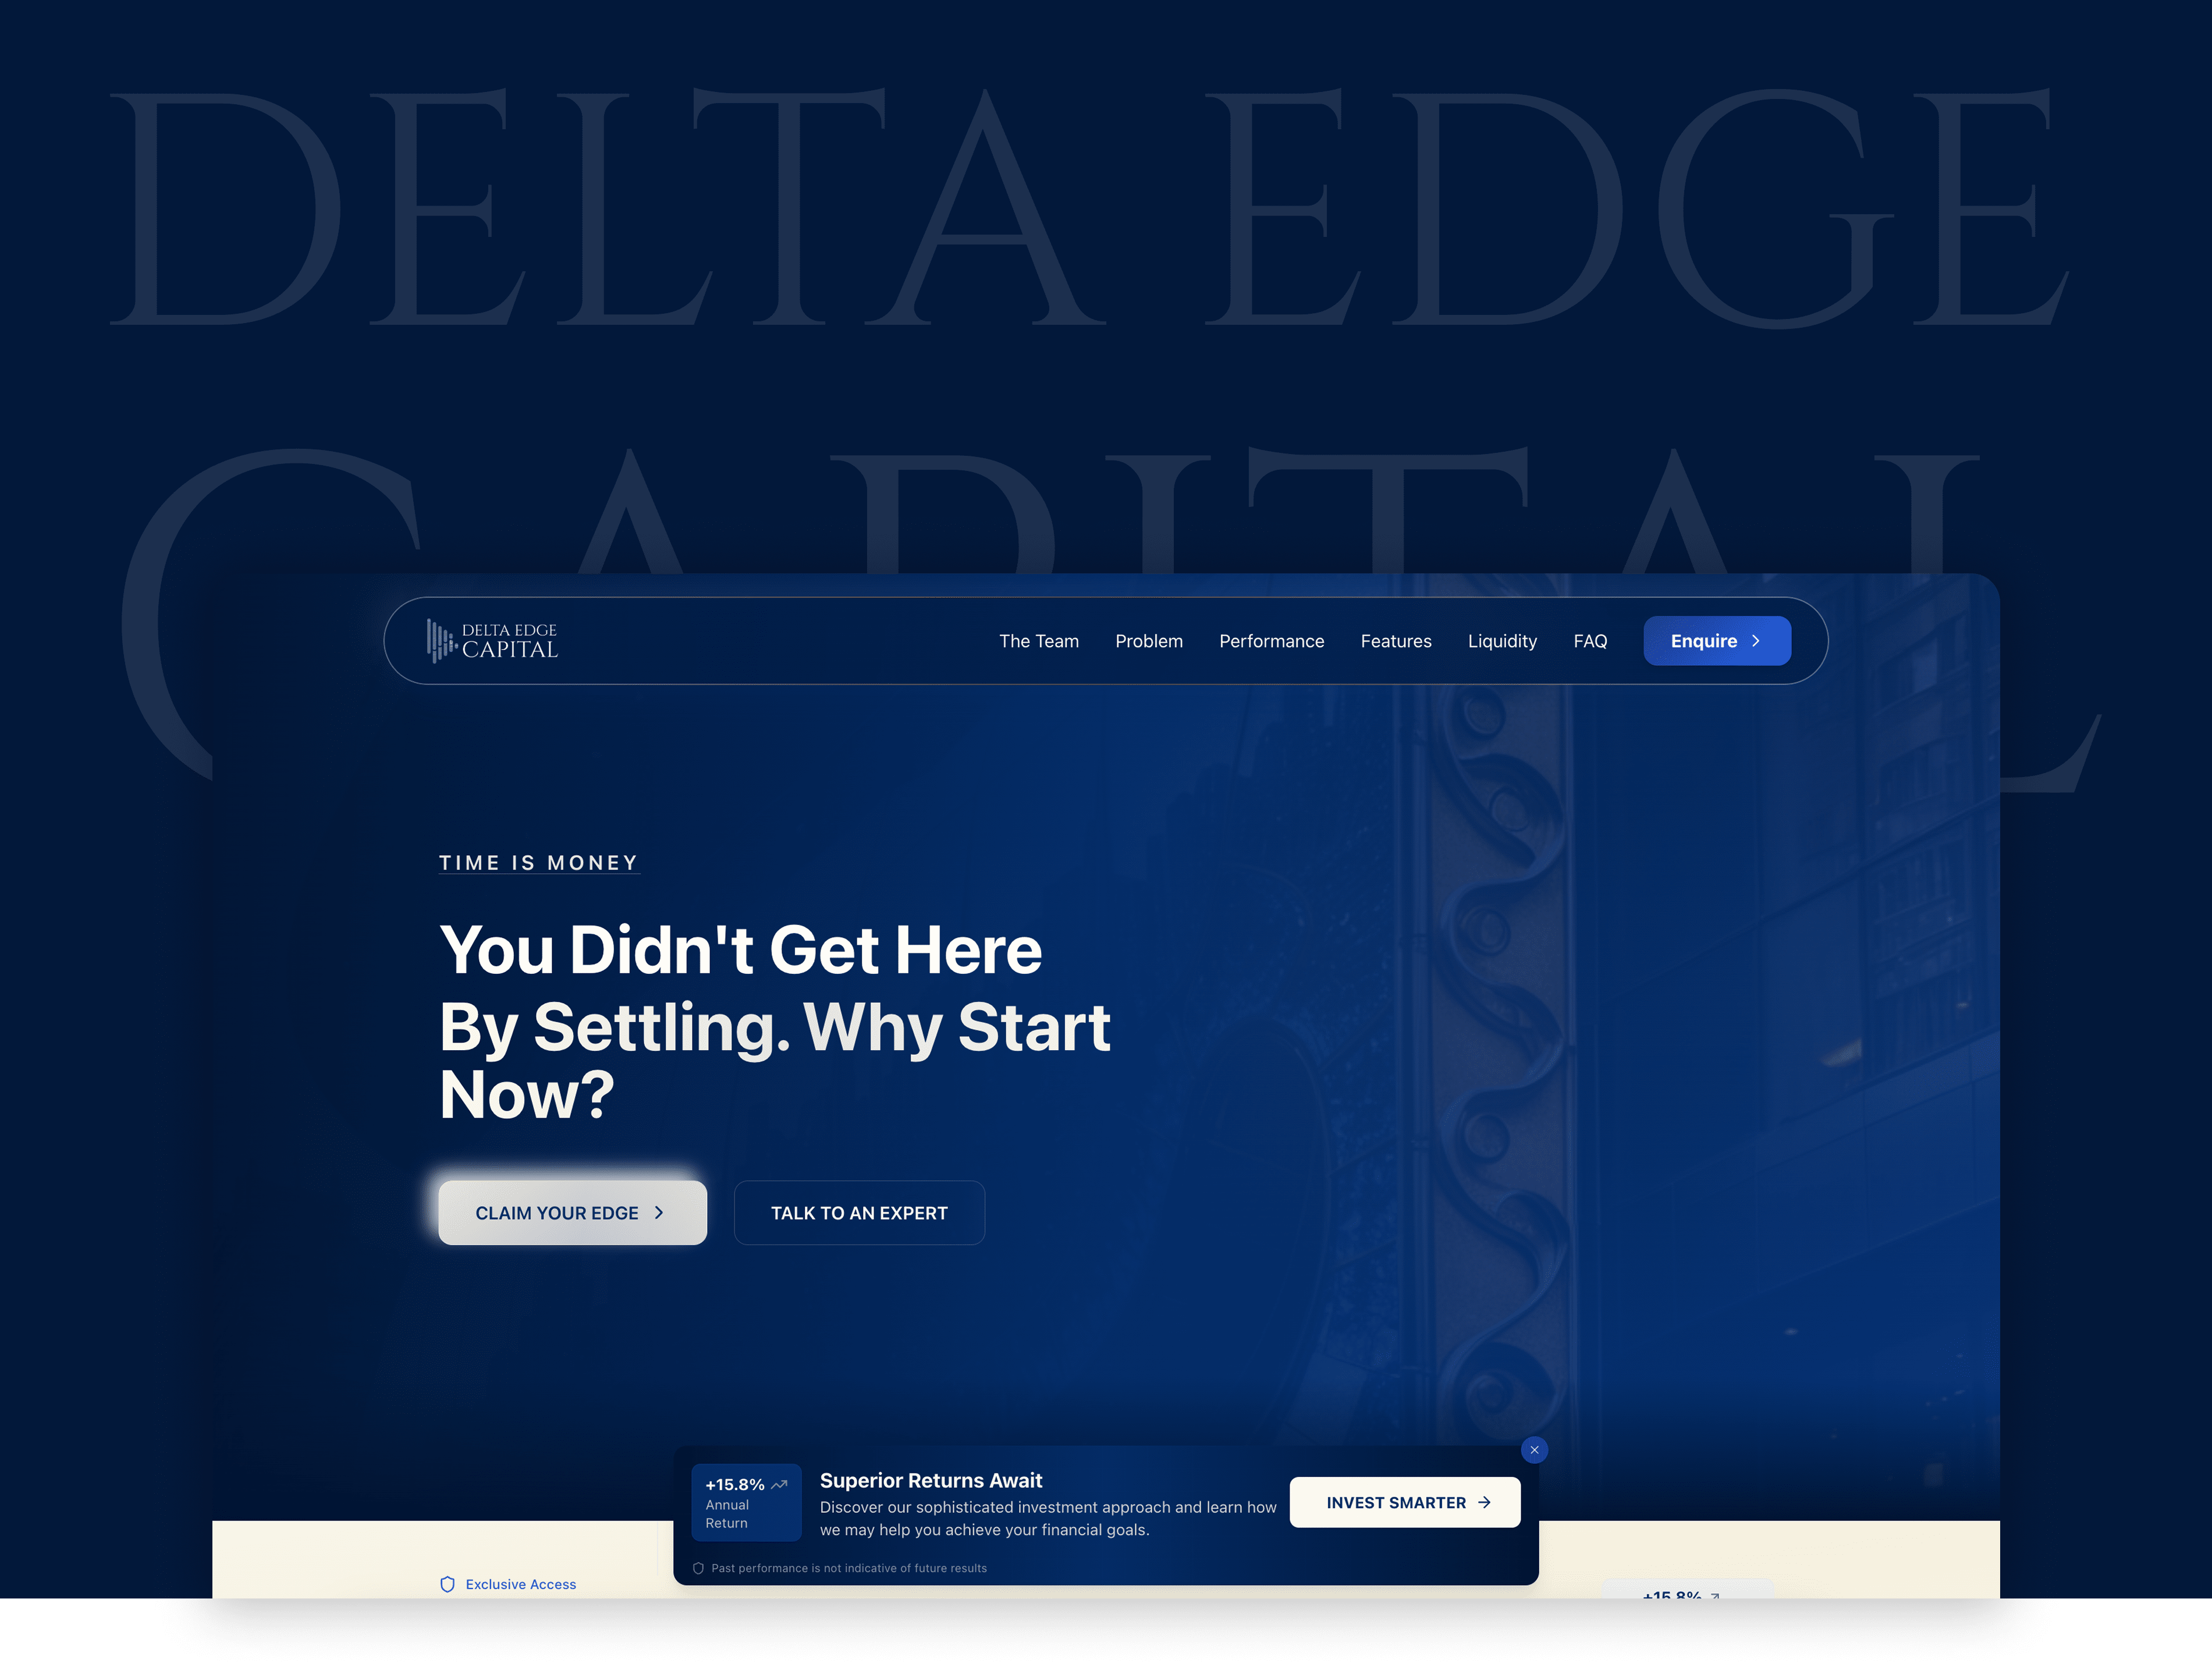 DELTA EDGE
CAPITAL
DELTA EDGE
CAPITAL
The Team
Problem
Performance
Features
Liquidity
FAQ
Enquire
TIME IS MONEY
You Didn't Get Here
By Settling. Why Start
Now?
CLAIM YOUR EDGE
TALK TO AN EXPERT
+15.8%
Annual
Return
Superior Returns Await
Discover our sophisticated investment approach and learn how
we may help you achieve your financial goals.
INVEST SMARTER
Past performance is not indicative of future results
Exclusive Access
+15.8%